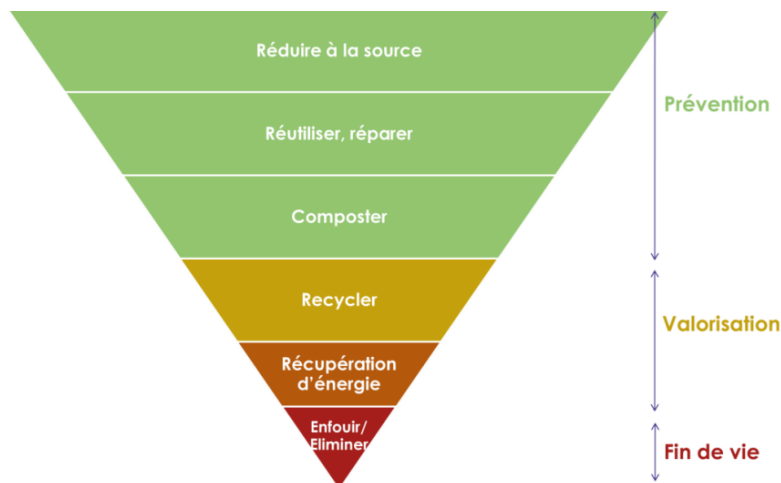 Réduire à la source
Prévention
Réutiliser, réparer
Composter
Recycler
Valorisation
Récupération
d'énergie
Enfouir/
Eliminer
Fin de vie